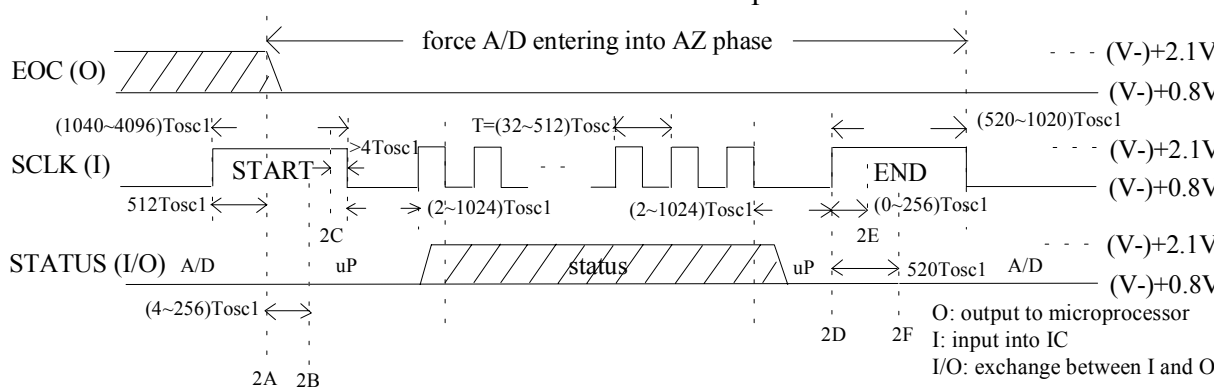 force A/D entering into AZ phase
EOC (O)
(V-)+2.1V
(V-)+0.8V
(1040~4096)Tosc1
>4Tosc1
T=(32~512)Tosc1
(520~1020)Tosc1
SCLK (I)
START
END
(V-)+2.1V
(V-)+0.8V
512Tosc1
(2~1024)Tosc1
(2~1024)Tosc1
(0~256)Tosc1
2C
2E
STATUS (I/O)
A/D
uP
status
uP
520Tosc1
A/D
(V-)+2.1V
(V-)+0.8V
(4~256)Tosc1
O: output to microprocessor
2D
2F
I: input into IC
I/O: exchange between I and O
2A
2B